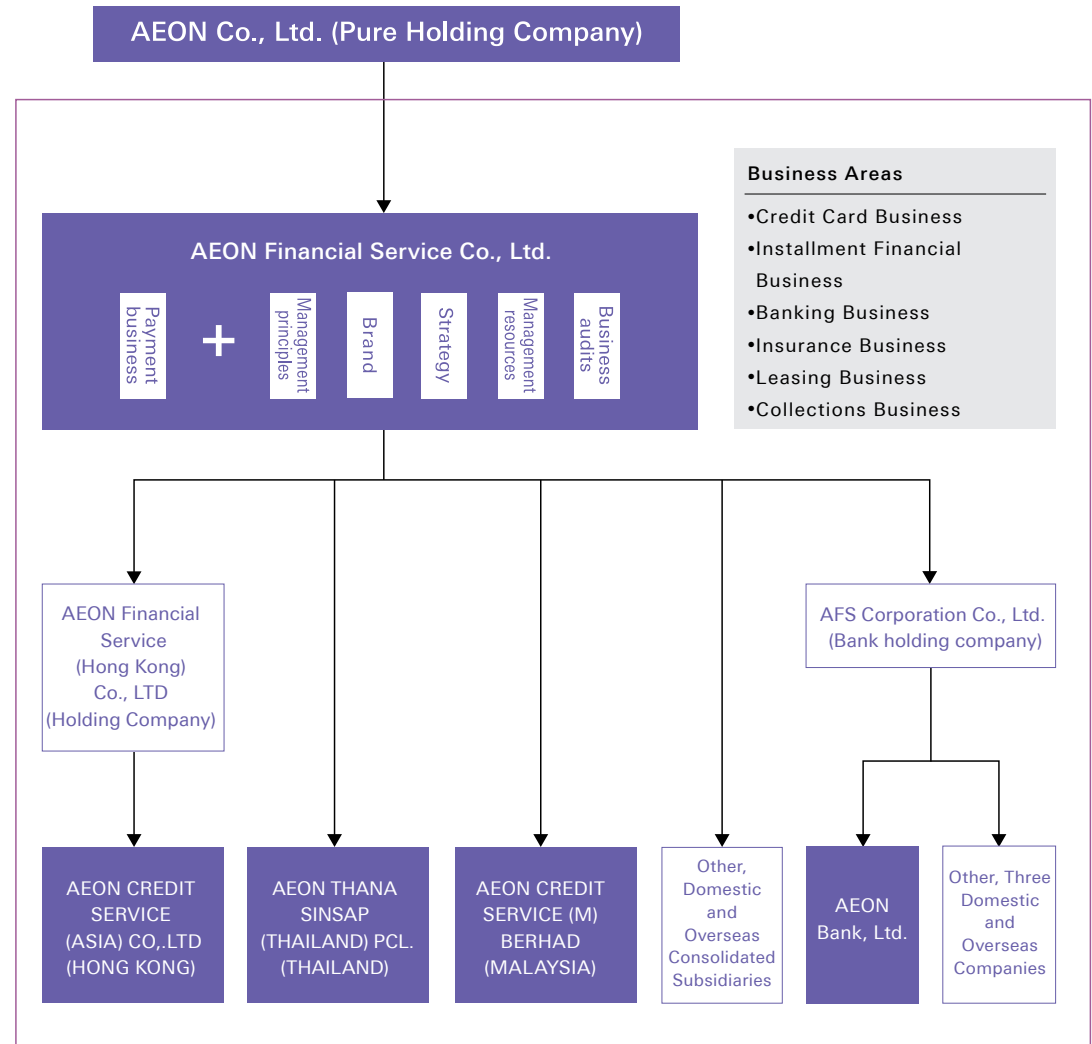 AEON Co., Ltd. (Pure Holding Company)
AEON Financial Service Co., Ltd.
Payment
business
+
Management
principles
Brand
Strategy
Management
resources
Business
audits
Business Areas
•Credit Card Business
•Installment Financial
Business
•Banking Business
•Insurance Business
•Leasing Business
•Collections Business
AEON Financial
Service
(Hong Kong)
Co., LTD
(Holding Company)
AFS Corporation Co., Ltd.
(Bank holding company)
AEON CREDIT
SERVICE
(ASIA) CO,.LTD
(HONG KONG)
AEON THANA
SINSAP
(THAILAND) PCL.
(THAILAND)
AEON CREDIT
SERVICE (M)
BERHAD
(MALAYSIA)
Other,
Domestic
and
Overseas
Consolidated
Subsidiaries
AEON
Bank, Ltd.
Other, Three
Domestic
and
Overseas
Companies